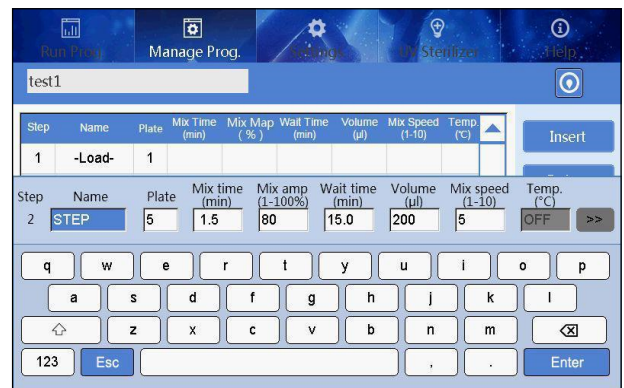 Run Prog. Manage Prog. Settings UV Sterilizer Help
test1
Step Name Plate Mix Time (min) Mix Map (%) Wait Time (min) Volume (μl) Mix Speed (1-10) Temp. (℃) Insert
1 -Load- 1
Step Name Plate Mix time (min) Mix amp (1-100%) Wait time (min) Volume (μl) Mix speed (1-10) Temp. (°C)
2 STEP 5 1.5 80 15.0 200 5 OFF >>
q w e r t y u i o p
a s d f g h j k l
z x c v b n m
123 Esc , . Enter